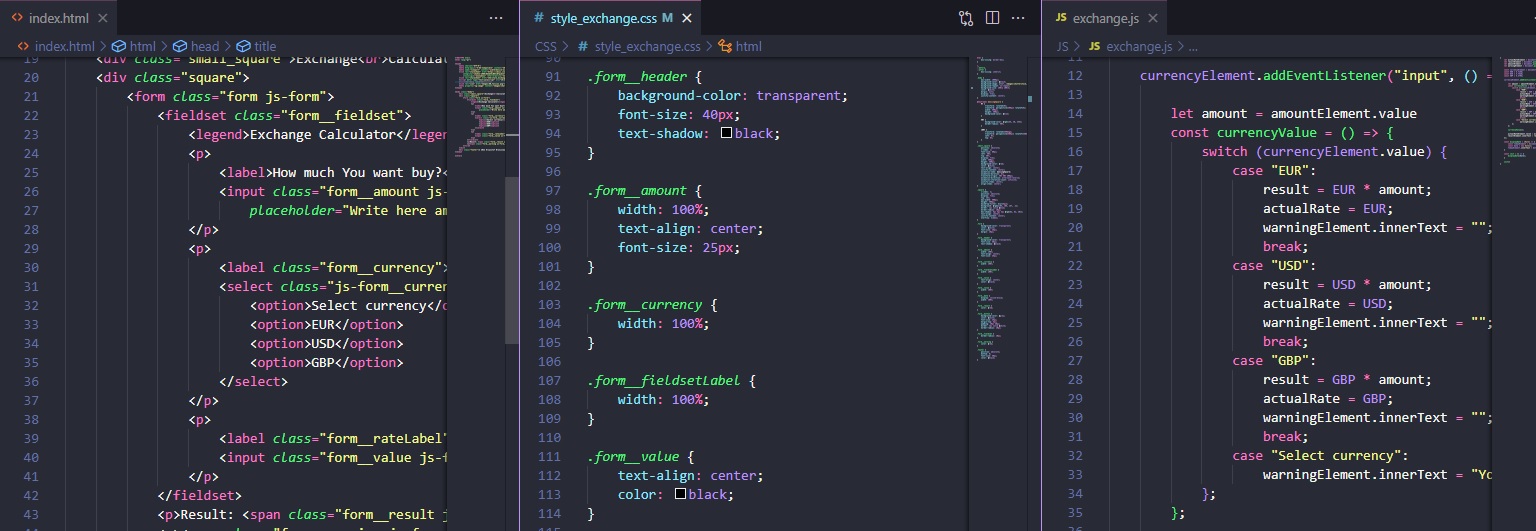 index.html
index.html > html > head > title
19 <div class="small_square">Exchange<br>Calcula
20 <div class="square">
21 <form class="form js-form">
22 <fieldset class="form__fieldset">
23 <legend>Exchange Calculator</legen
24 <p>
25 <label>How much You want buy?<
26 <input class="form__amount js-
27 placeholder="Write here am
28 </p>
29 <p>
30 <label class="form__currency">
31 <select class="js-form__curren
32 <option>Select currency</o
33 <option>EUR</option>
34 <option>USD</option>
35 <option>GBP</option>
36 </select>
37 </p>
38 <p>
39 <label class="form__rateLabel"
40 <input class="form__value js-f
41 </p>
42 </fieldset>
43 <p>Result: <span class="form__result j
# style_exchange.css M
CSS > # style_exchange.css > html
90
91 .form__header {
92 background-color: transparent;
93 font-size: 40px;
94 text-shadow: black;
95 }
96
97 .form__amount {
98 width: 100%;
99 text-align: center;
100 font-size: 25px;
101 }
102
103 .form__currency {
104 width: 100%;
105 }
106
107 .form__fieldsetLabel {
108 width: 100%;
109 }
110
111 .form__value {
112 text-align: center;
113 color: black;
114 }
115
JS exchange.js
JS > JS exchange.js > ...
11
12 currencyElement.addEventListener("input", () =
13
14 let amount = amountElement.value
15 const currencyValue = () => {
16 switch (currencyElement.value) {
17 case "EUR":
18 result = EUR * amount;
19 actualRate = EUR;
20 warningElement.innerText = "";
21 break;
22 case "USD":
23 result = USD * amount;
24 actualRate = USD;
25 warningElement.innerText = "";
26 break;
27 case "GBP":
28 result = GBP * amount;
29 actualRate = GBP;
30 warningElement.innerText = "";
31 break;
32 case "Select currency":
33 warningElement.innerText = "Yo
34 };
35 };
36